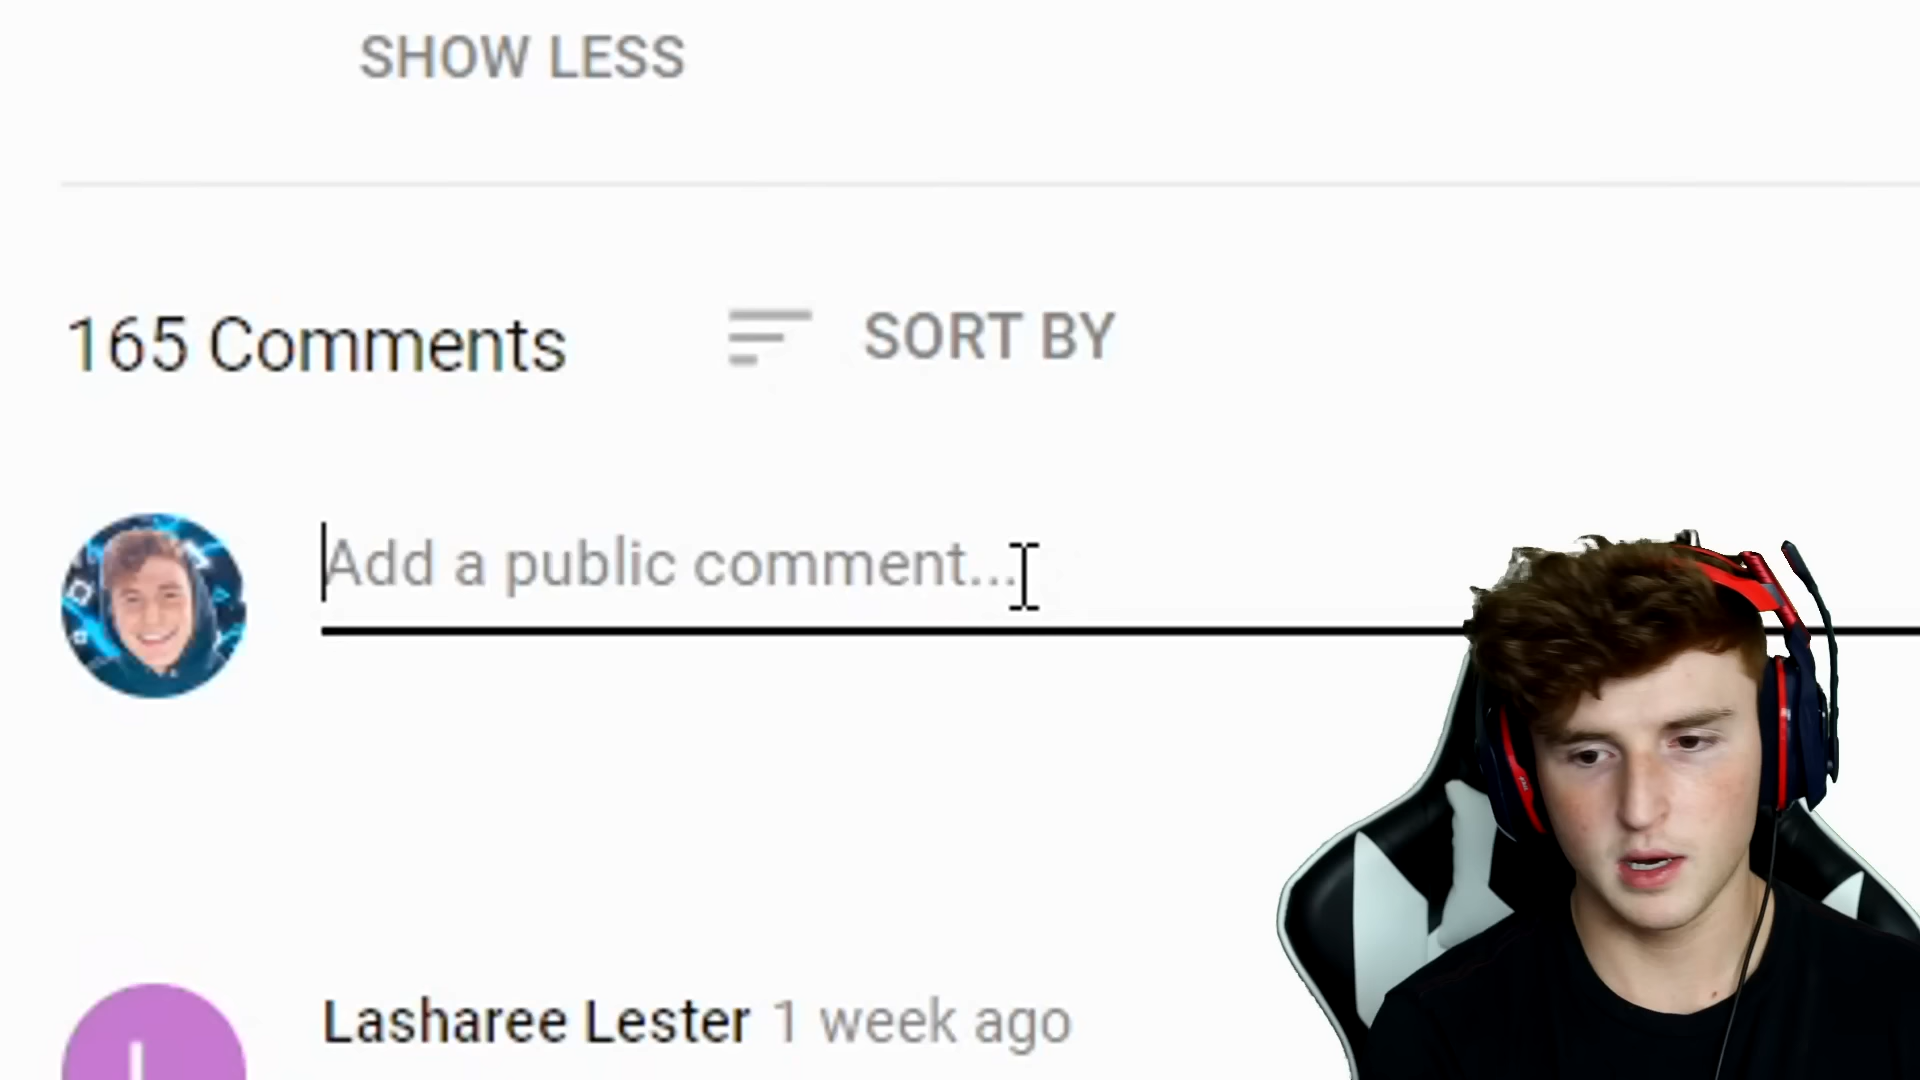 SHOW LESS
165 Comments
SORT BY
Add a public comment...
Lasharee Lester 1 week ago
L